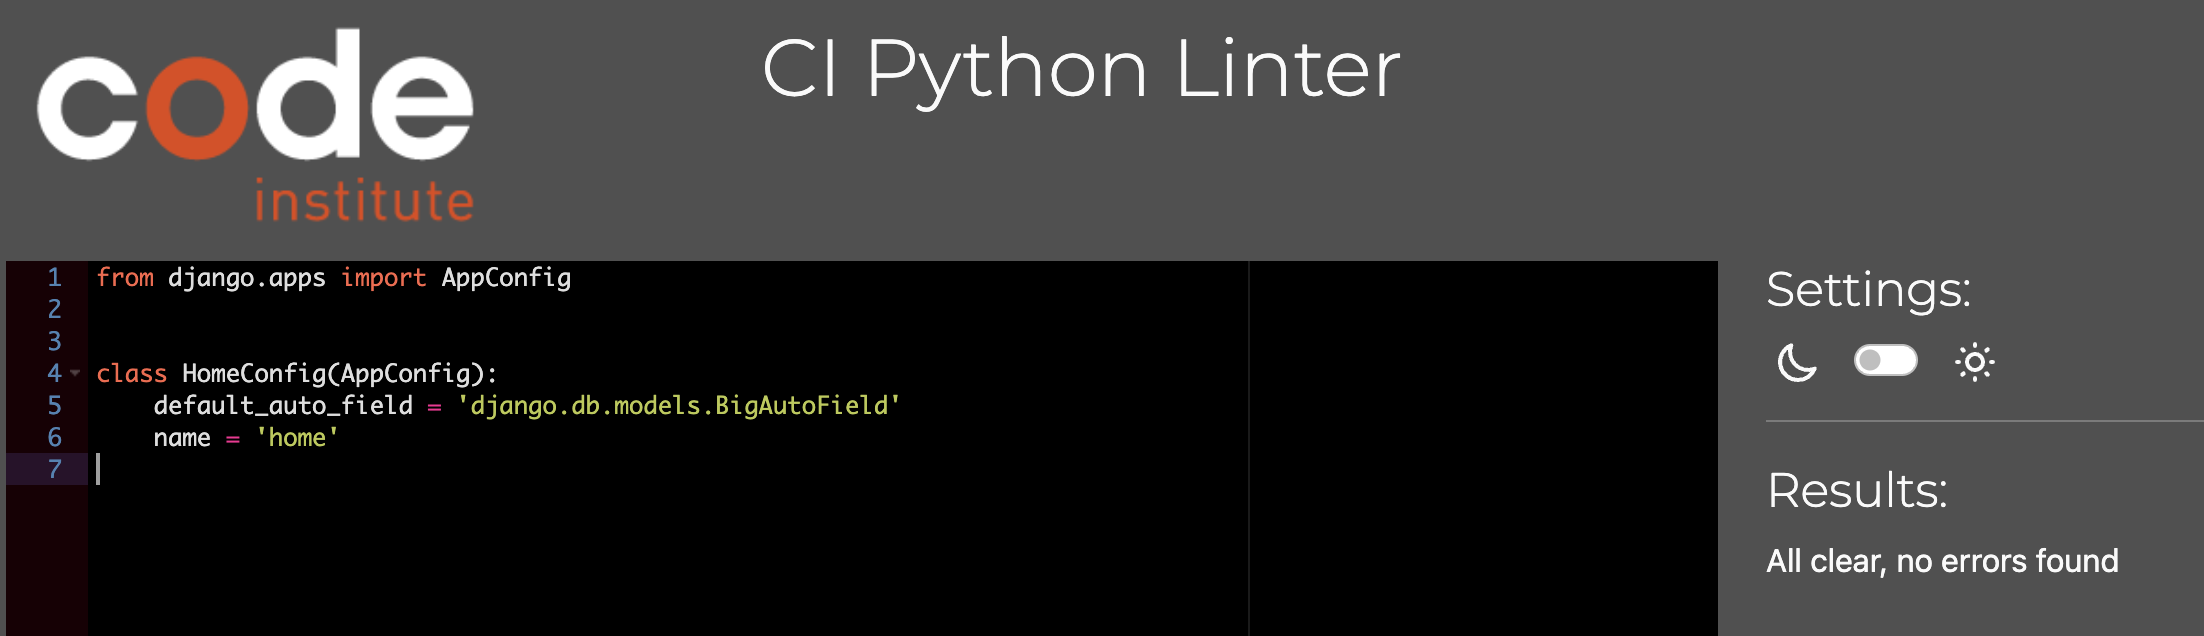 code
institute
CI Python Linter
1 from django.apps import AppConfig
2
3
4 class HomeConfig(AppConfig):
5     default_auto_field = 'django.db.models.BigAutoField'
6     name = 'home'
7
Settings:
Results:
All clear, no errors found